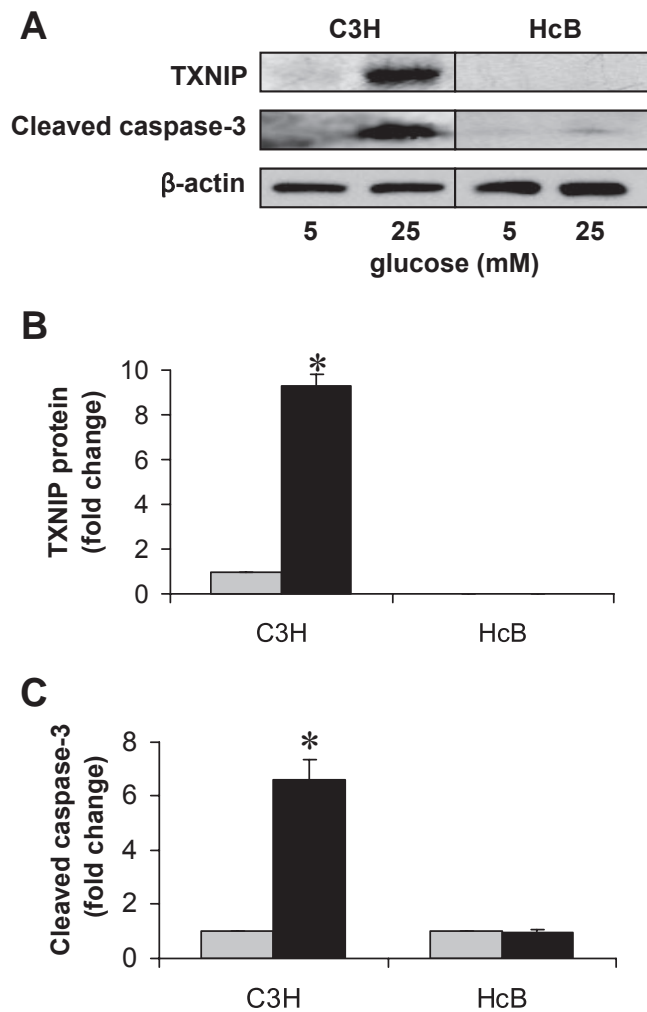 A
C3H HcB
TXNIP
Cleaved caspase-3
β-actin
5 25 5 25
glucose (mM)
B
TXNIP protein
(fold change)
10
8
6
4
2
0
*
C3H HcB
C
Cleaved caspase-3
(fold change)
8
6
4
2
0
*
C3H HcB